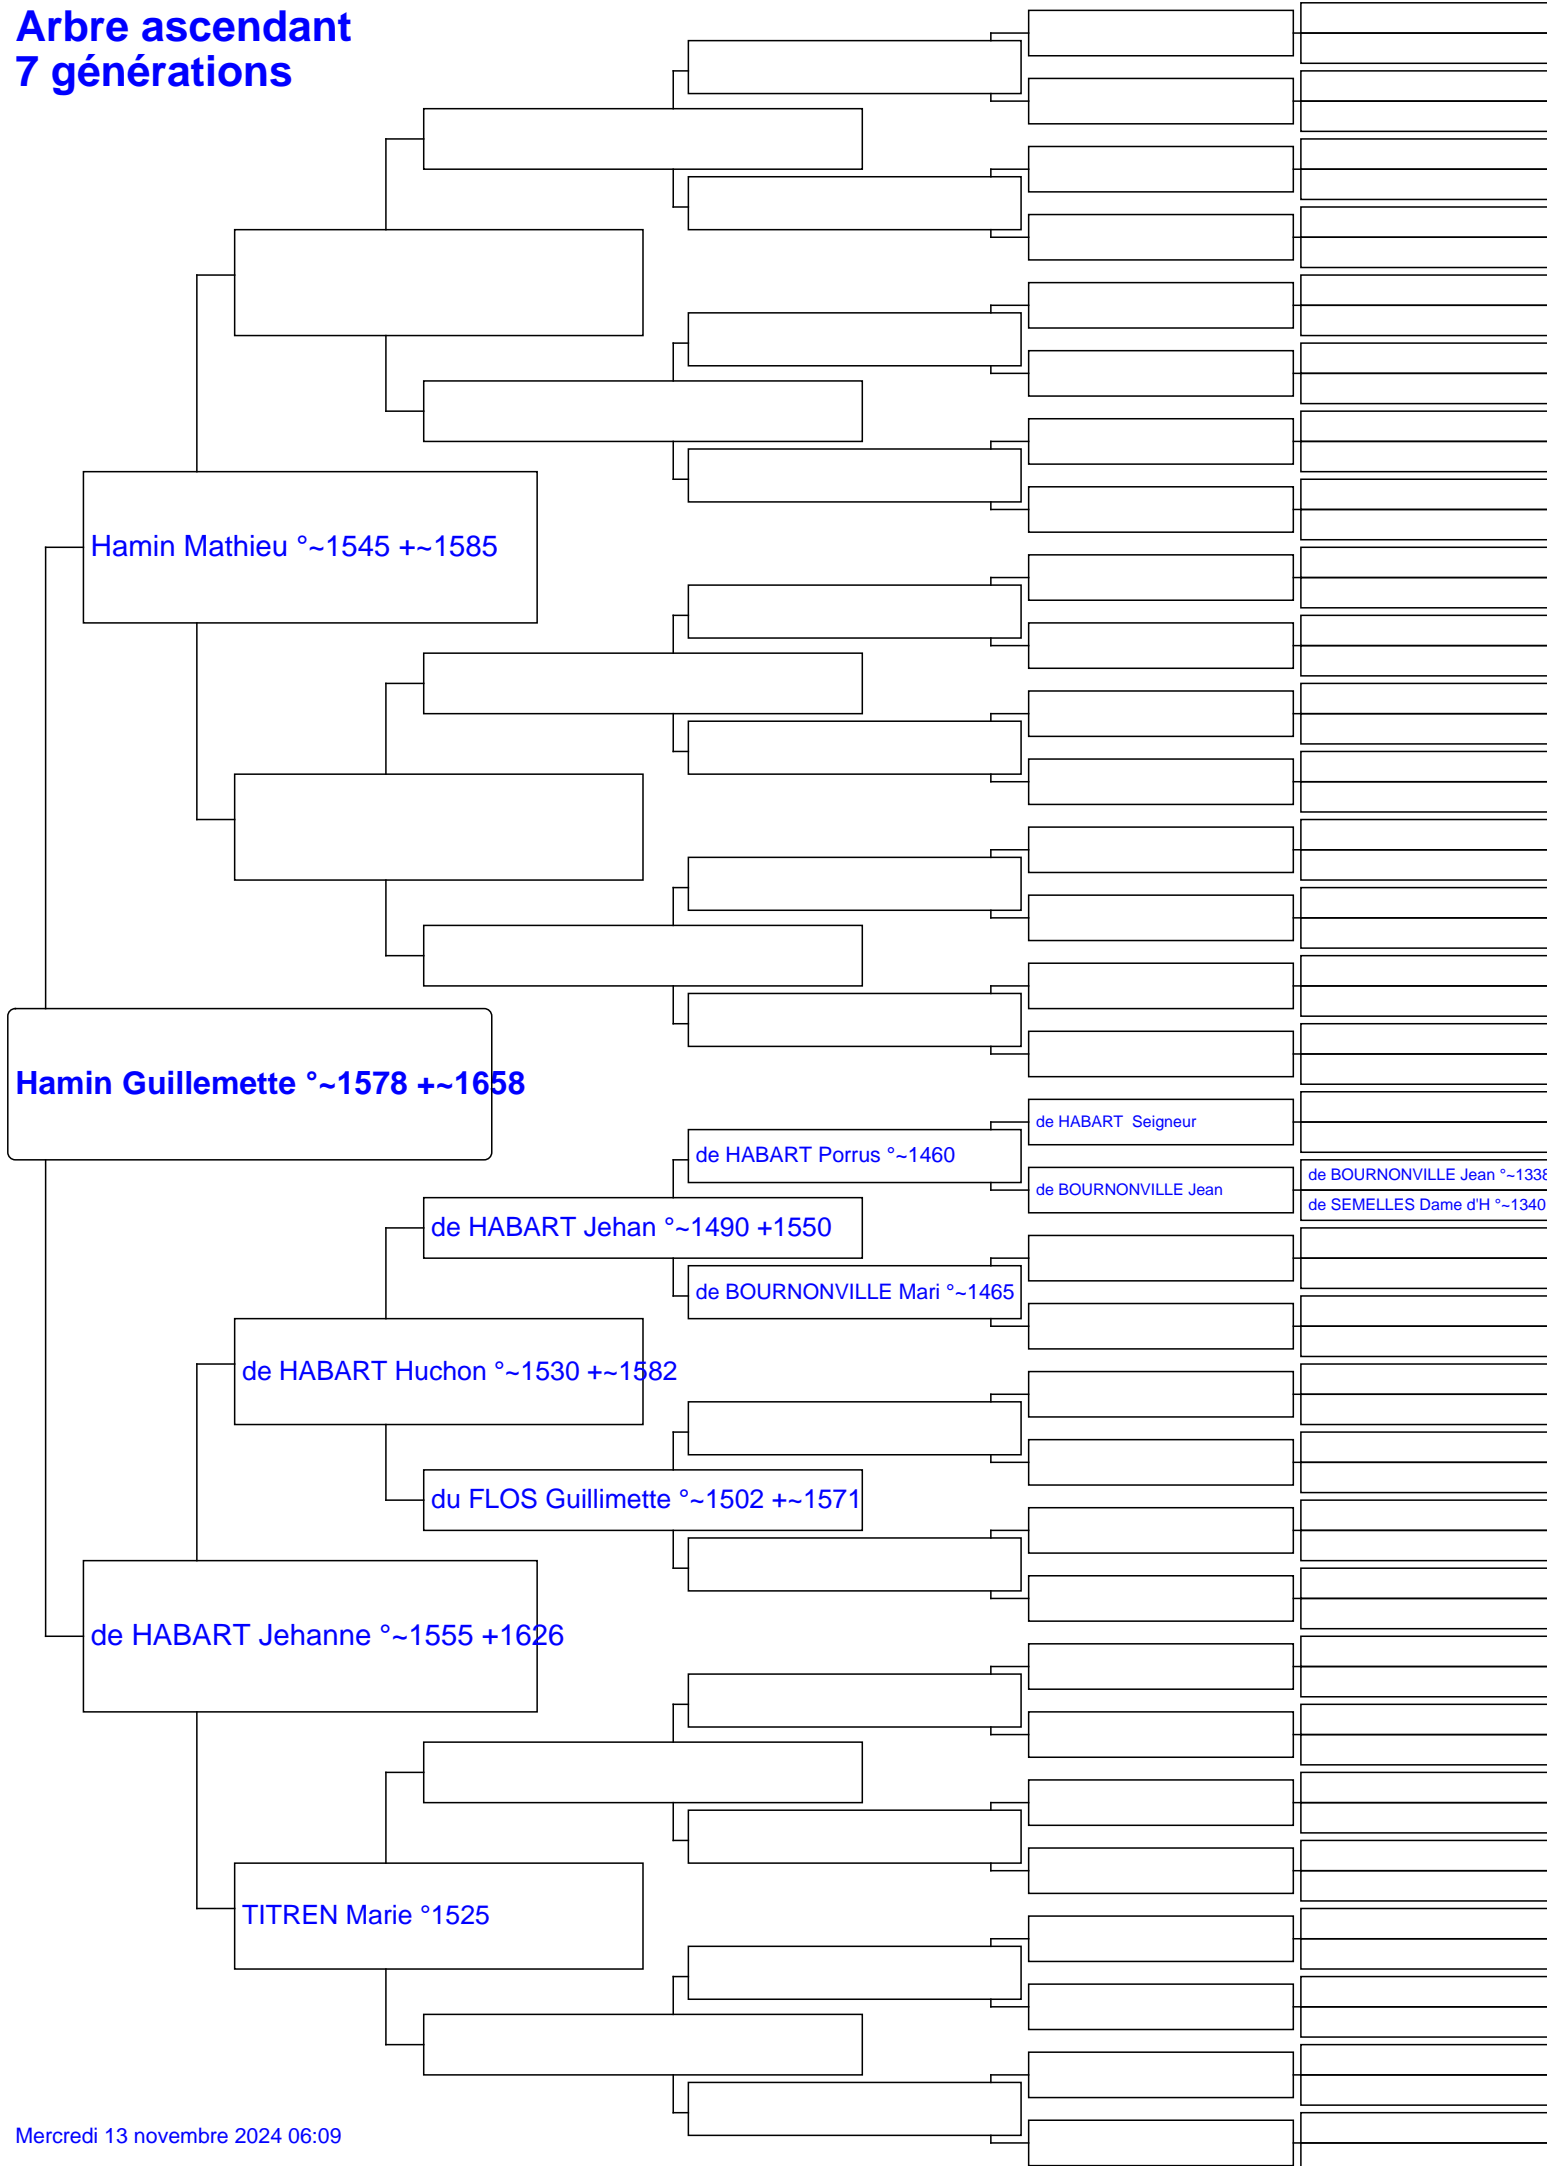 Arbre ascendant
7 générations
Hamin Mathieu °~1545 +~1585
Hamin Guillemette °~1578 +~1658
de HABART  Seigneur
de HABART Porrus °~1460
de BOURNONVILLE Jean °~1338
de BOURNONVILLE Jean
de SEMELLES Dame d'H °~1340
de HABART Jehan °~1490 +1550
de BOURNONVILLE Mari °~1465
de HABART Huchon °~1530 +~1582
du FLOS Guillimette °~1502 +~1571
de HABART Jehanne °~1555 +1626
TITREN Marie °1525
Mercredi 13 novembre 2024 06:09